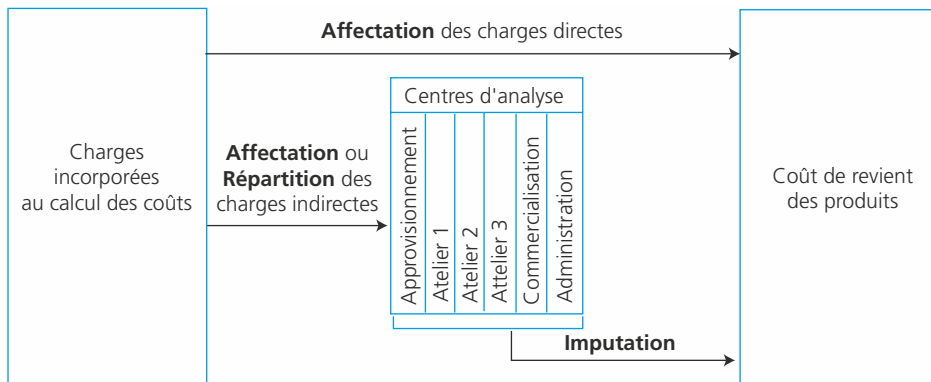 Affectation des charges directes
Charges
incorporées
au calcul des coûts
Affectation ou
Répartition des
charges indirectes
Centres d'analyse
Approvisionnement
Atelier 1
Atelier 2
Attelier 3
Commercialisation
Administration
Imputation
Coût de revient
des produits